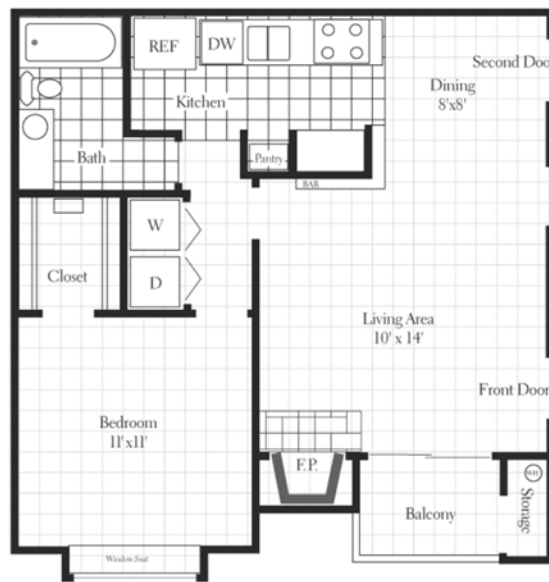 REF
DW
Second Doo
Dining
8'x8'
Kitchen
Bath
Pantry
BAR
W
Closet
D
Living Area
10' x 14'
Front Door
Bedroom
11'x11'
F.P.
WH
Storage
Balcony
Window Seat